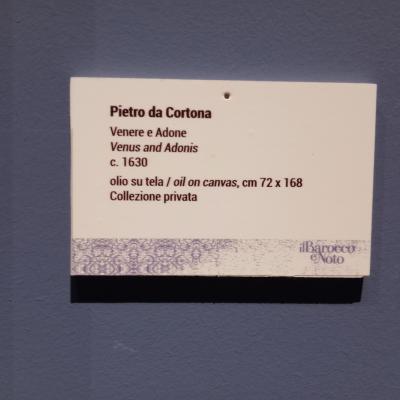 Pietro da Cortona
Venere e Adone
Venus and Adonis
c. 1630
olio su tela / oil on canvas, cm 72 x 168
Collezione privata
ilBarocco
eNoto